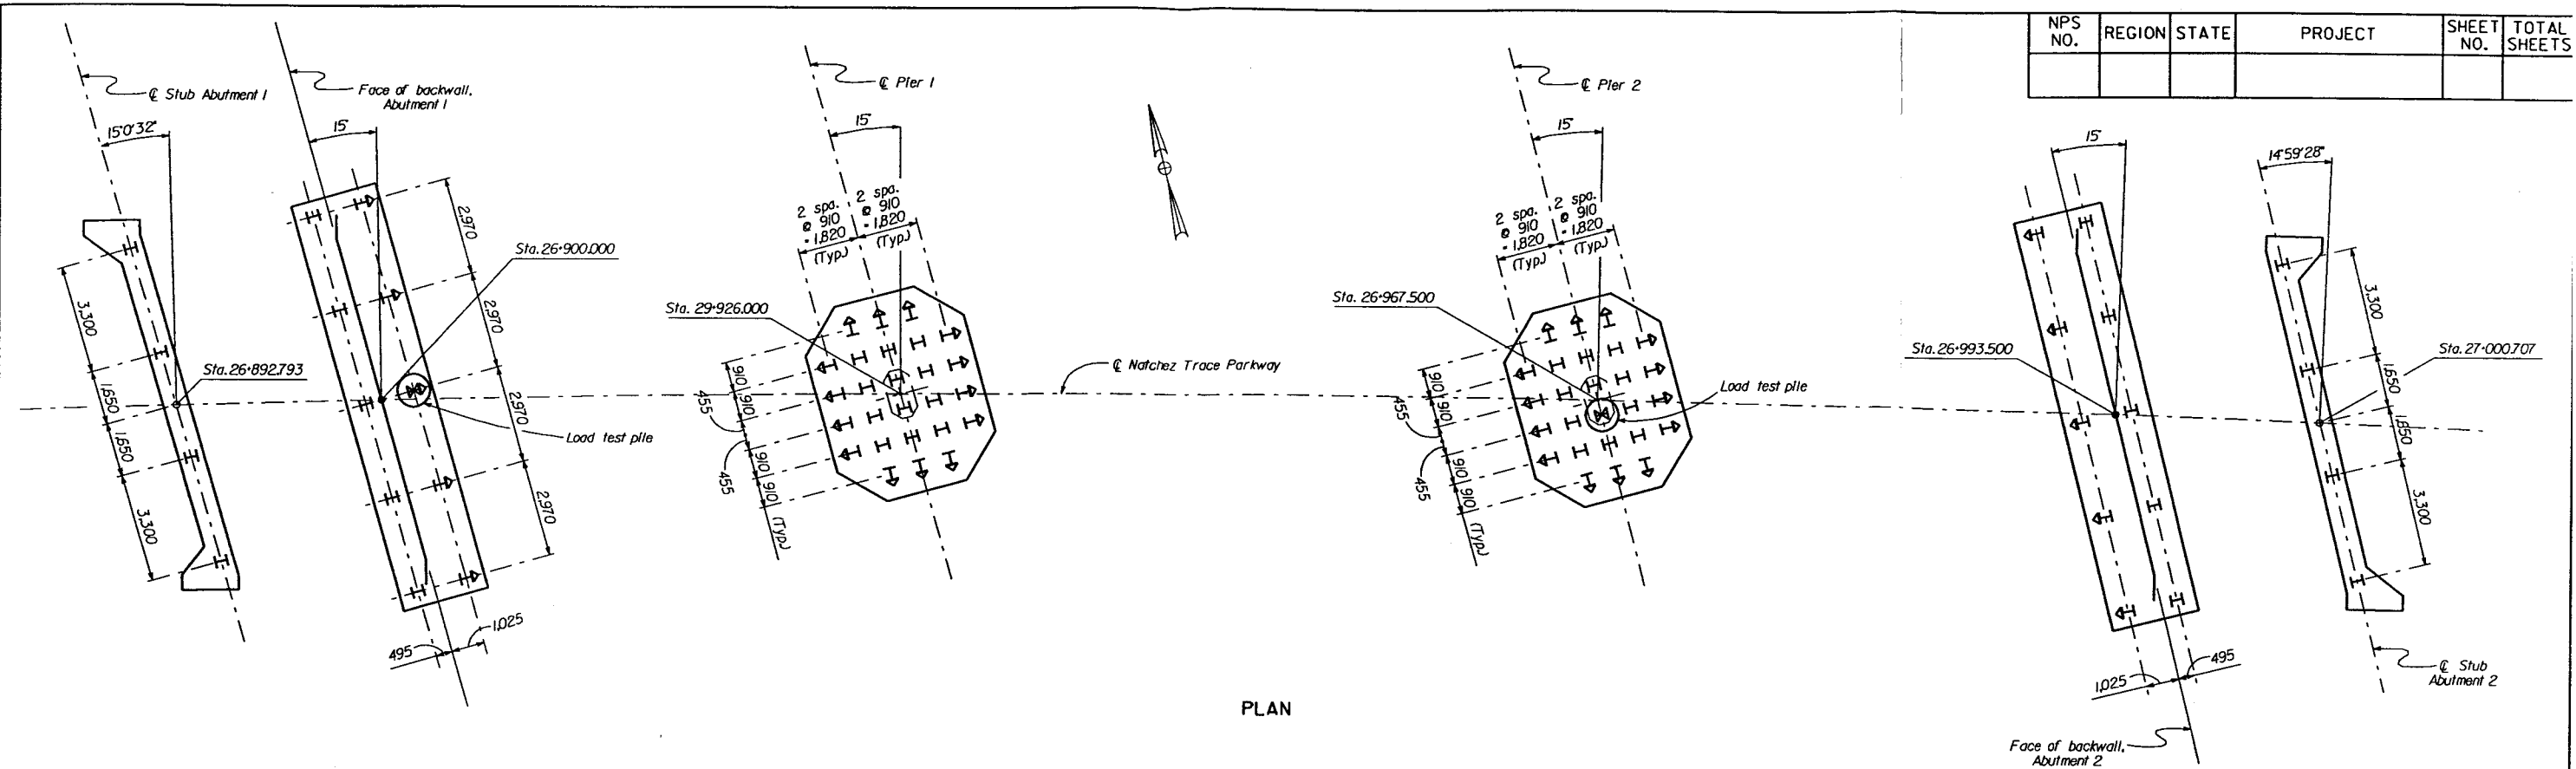 NPS NO.
REGION
STATE
PROJECT
SHEET NO.
TOTAL SHEETS
℄ Stub Abutment 1
15°0'32"
3,300
1,650
1,650
3,300
Sta. 26+892.793
Face of backwall,
Abutment 1
15°
2,970
2,970
2,970
2,970
Sta. 26+900.000
Load test pile
495
1,025
℄ Pier 1
15°
2 spa.
@ 910
= 1,820
(Typ.)
2 spa.
@ 910
= 1,820
(Typ.)
Sta. 29+926.000
910
910
455
455
910
910
(Typ.)
℄ Natchez Trace Parkway
℄ Pier 2
15°
2 spa.
@ 910
= 1,820
(Typ.)
2 spa.
@ 910
= 1,820
(Typ.)
Sta. 26+967.500
Load test pile
910
910
455
455
910
910
(Typ.)
15°
Sta. 26+993.500
1,025
495
Face of backwall,
Abutment 2
14°59'28"
3,300
1,650
3,300
Sta. 27+000.707
℄ Stub
Abutment 2
PLAN